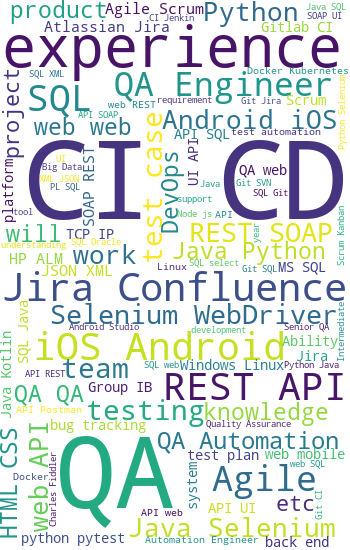 product Agile Scrum CI Jenkin Python Java SQL SOAP UI
Atlassian Jira Gitlab CI
experience
SQL XML web REST Docker Kubernetes
SQL QA Engineer Git Jira Scrum Python Selenium
API SOAP requirement
project web web Android iOS
API SQL test automation
CI CD
platform UI Big Data XML JSON PL SQL SOAP REST test case DevOps UI API QA web Java Git SVN SQL Git
tool support
will Node js API
TCP IP REST SOAP
understanding SQL Oracle year Scrum Kanban
HP ALM work Java Python
JSON XML Linux SQL select Git SQL MS SQL
Jira Confluence
Selenium WebDriver
Android Studio development Senior QA Intermediate
iOS Android Ability
SQL Java
Java Kotlin team SQL web Windows Linux Jira
API REST Python Java
QA QA Group IB REST API
API Postman testing knowledge
bug tracking Quality Assurance
HTML CSS web API QA QA Automation
test plan web mobile
Docker Charles Fiddler system Agile etc
web SQL
API UI Git CI
API web Java Selenium
python pytest Automation Engineer back end